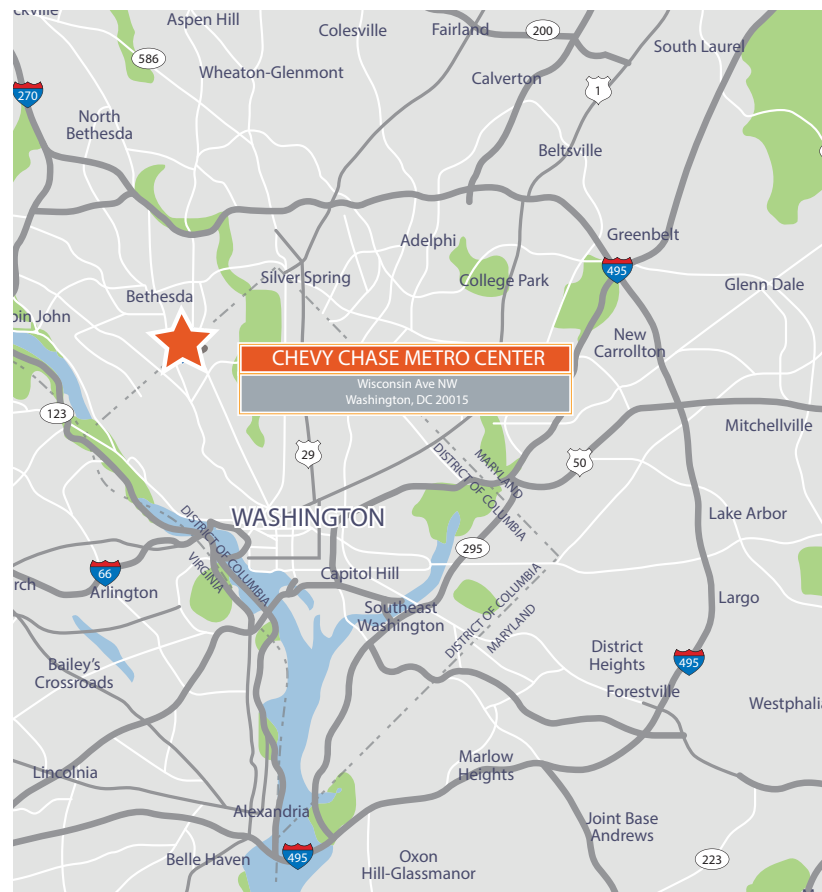 ckville
Aspen Hill
Colesville
Fairland
200
South Laurel
586
Wheaton-Glenmont
Calverton
270
1
North
Bethesda
Beltsville
Adelphi
Greenbelt
Silver Spring
College Park
495
Glenn Dale
Bethesda
bin John
New
Carrollton
CHEVY CHASE METRO CENTER
Wisconsin Ave NW
Washington, DC 20015
123
Mitchellville
29
50
MARYLAND
DISTRICT OF COLUMBIA
WASHINGTON
DISTRICT OF COLUMBIA
VIRGINIA
Lake Arbor
295
66
Capitol Hill
rch
Arlington
Largo
Southeast
Washington
DISTRICT OF COLUMBIA
MARYLAND
District
Heights
495
Bailey's
Crossroads
Forestville
Westphalia
Lincolnia
Marlow
Heights
Alexandria
Joint Base
Andrews
Belle Haven
495
Oxon
Hill-Glassmanor
223